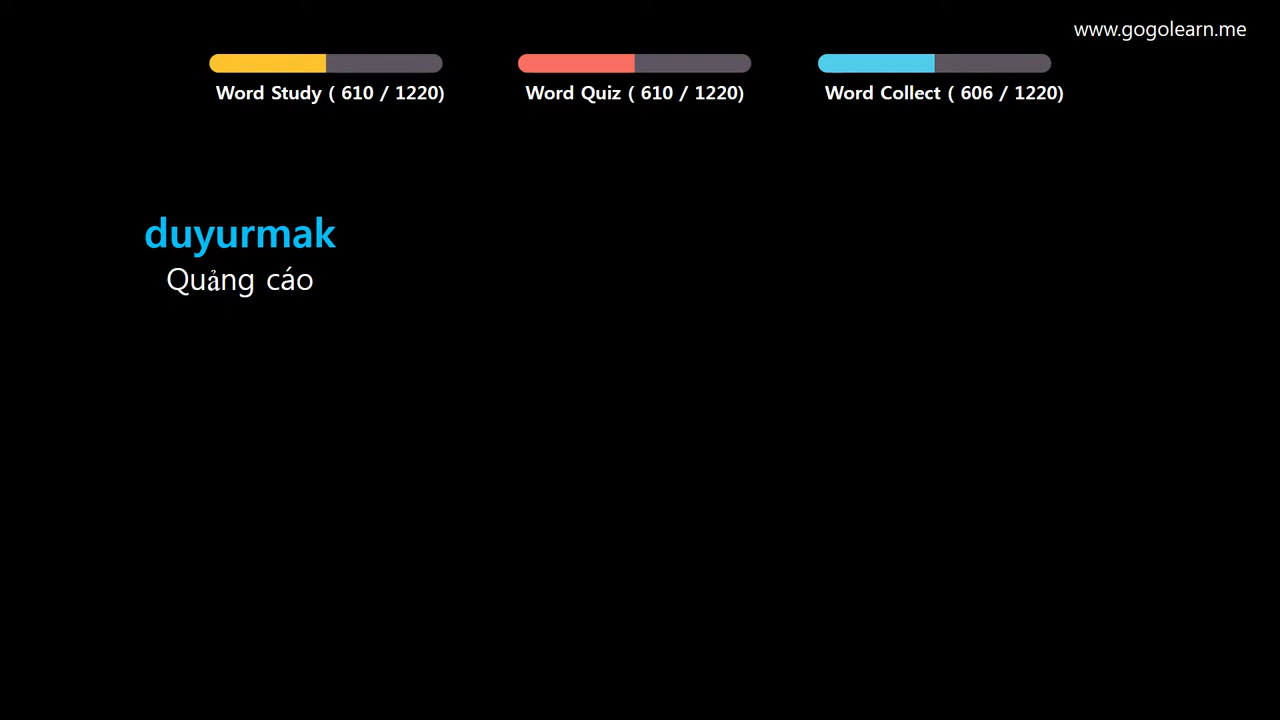 www.gogolearn.me
Word Study ( 610 / 1220)
Word Quiz ( 610 / 1220)
Word Collect ( 606 / 1220)
duyurmak
Quảng cáo